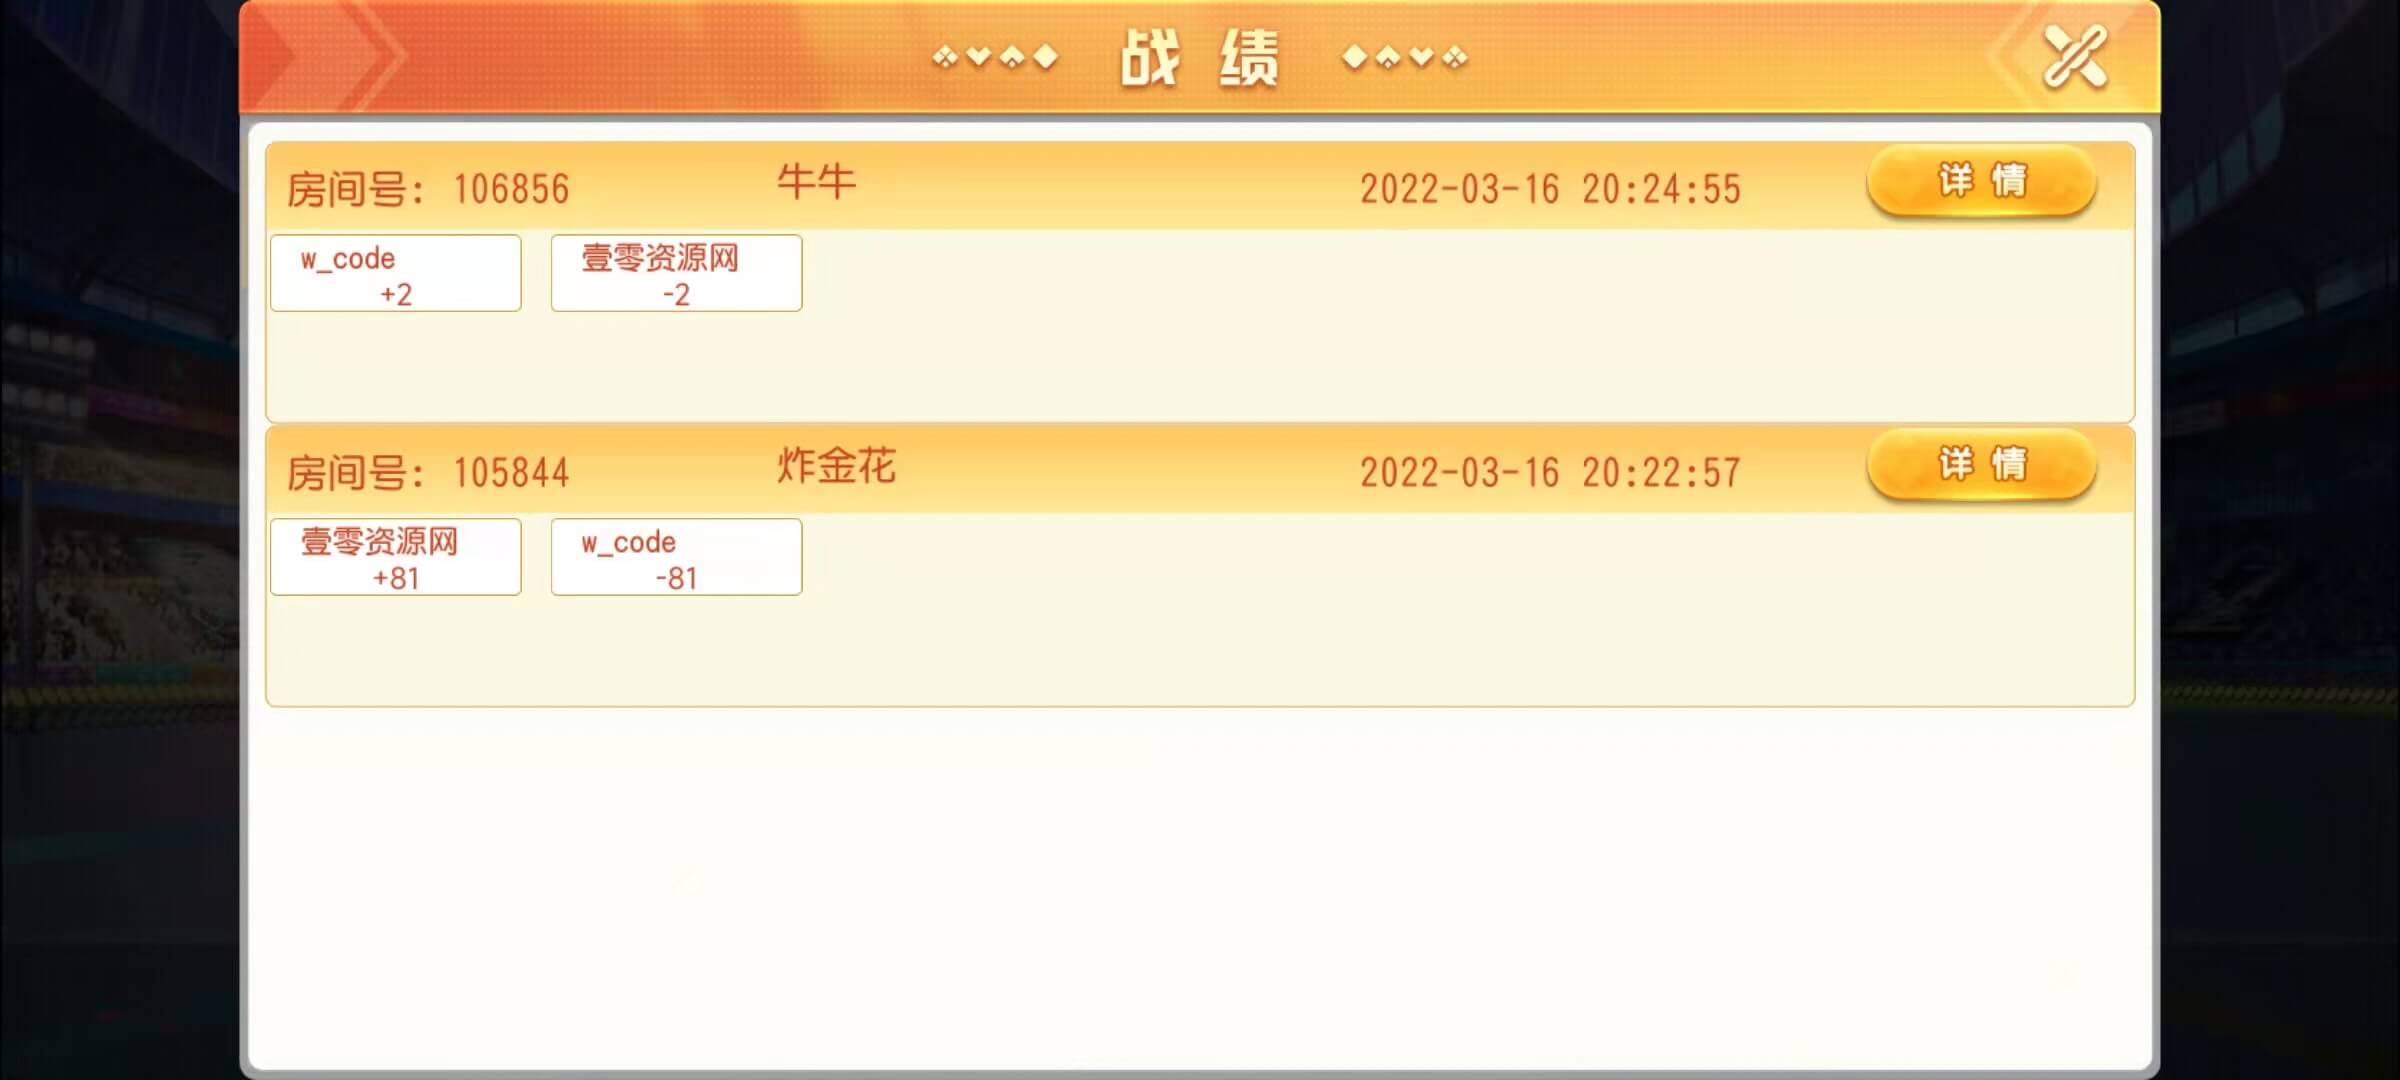 战绩
房间号: 106856 牛牛 2022-03-16 20:24:55 详情
w_code 壹零资源网
+2 -2
房间号: 105844 炸金花 2022-03-16 20:22:57 详情
壹零资源网 w_code
+81 -81